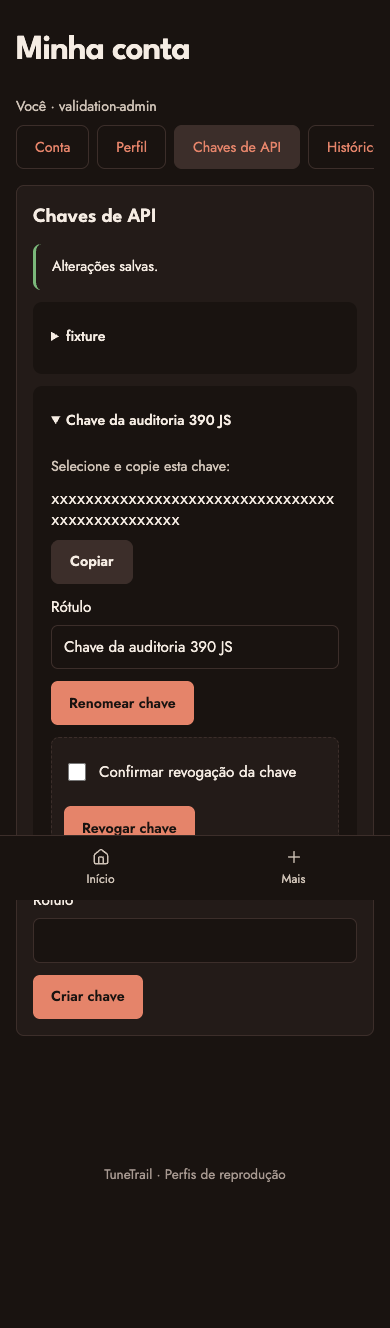 Minha conta
Você · validation-admin
Conta
Perfil
Chaves de API
Históric
Chaves de API
Alterações salvas.
fixture
Chave da auditoria 390 JS
Selecione e copie esta chave:
xxxxxxxxxxxxxxxxxxxxxxxxxxxxxxxxx
xxxxxxxxxxxxxxx
Copiar
Rótulo
Chave da auditoria 390 JS
Renomear chave
Confirmar revogação da chave
Revogar chave
Início
Mais
Rótulo
Criar chave
TuneTrail · Perfis de reprodução